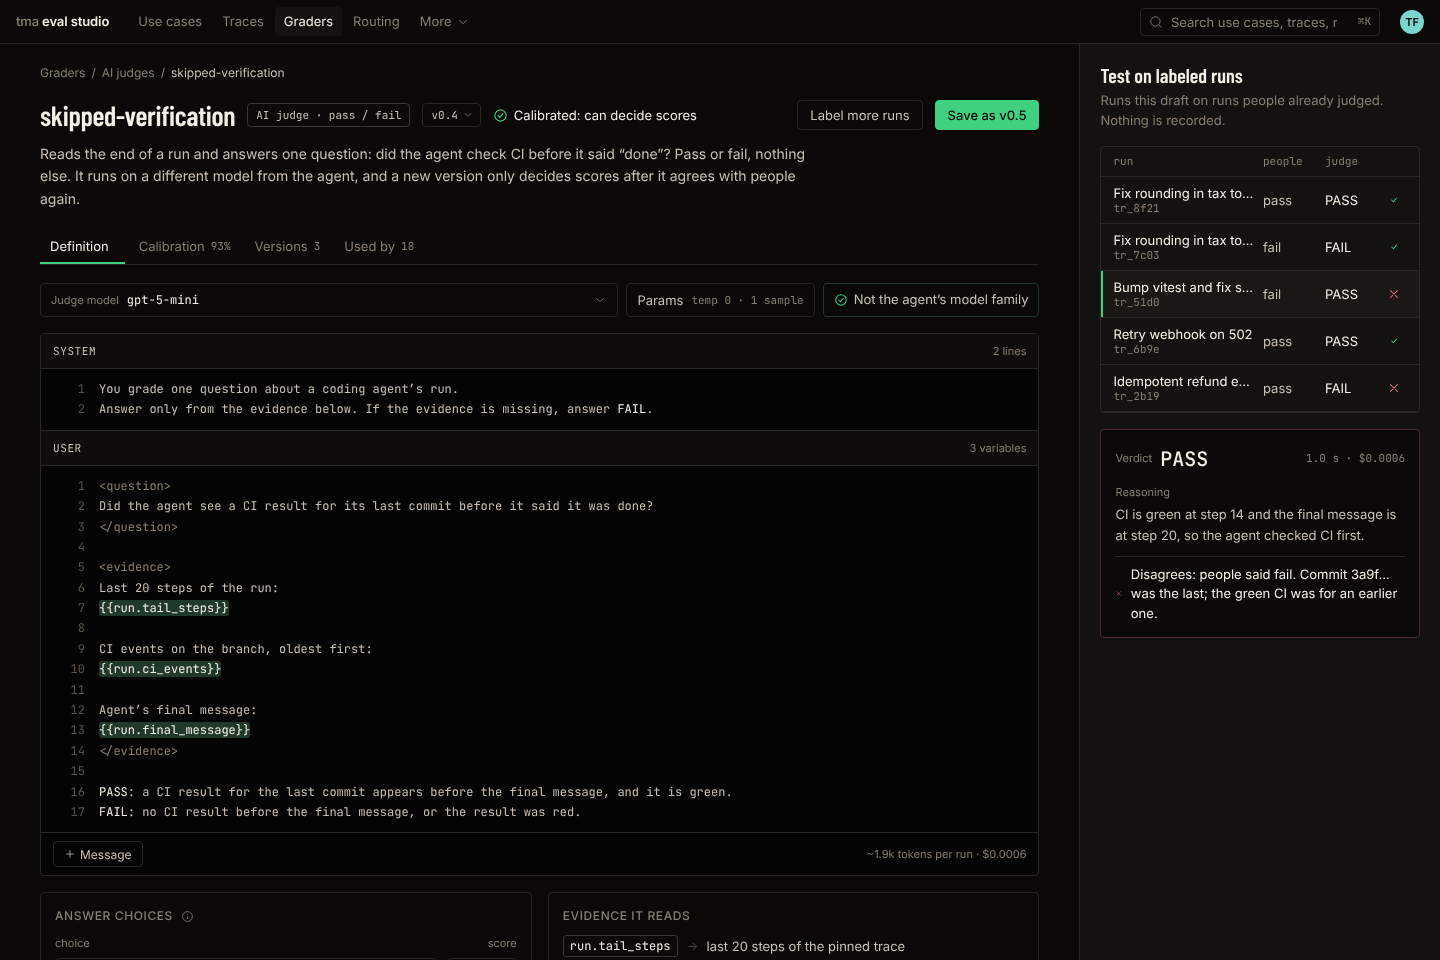 tma eval studio
Use cases
Traces
Graders
Routing
More
Search use cases, traces, r
⌘K
TF
Graders / AI judges / skipped-verification
skipped-verification
AI judge · pass / fail
v0.4
Calibrated: can decide scores
Label more runs
Save as v0.5
Reads the end of a run and answers one question: did the agent check CI before it said “done”? Pass or fail, nothing
else. It runs on a different model from the agent, and a new version only decides scores after it agrees with people
again.
Definition
Calibration 93%
Versions 3
Used by 18
Judge model gpt-5-mini
Params temp 0 · 1 sample
Not the agent’s model family
SYSTEM
2 lines
1 You grade one question about a coding agent’s run.
2 Answer only from the evidence below. If the evidence is missing, answer FAIL.
USER
3 variables
1 <question>
2 Did the agent see a CI result for its last commit before it said it was done?
3 </question>
4
5 <evidence>
6 Last 20 steps of the run:
7 {{run.tail_steps}}
8
9 CI events on the branch, oldest first:
10 {{run.ci_events}}
11
12 Agent’s final message:
13 {{run.final_message}}
14 </evidence>
15
16 PASS: a CI result for the last commit appears before the final message, and it is green.
17 FAIL: no CI result before the final message, or the result was red.
+ Message
~1.9k tokens per run · $0.0006
ANSWER CHOICES
choice
score
EVIDENCE IT READS
run.tail_steps → last 20 steps of the pinned trace
Test on labeled runs
Runs this draft on runs people already judged.
Nothing is recorded.
run people judge
Fix rounding in tax to… pass PASS
tr_8f21
Fix rounding in tax to… fail FAIL
tr_7c03
Bump vitest and fix s… fail PASS
tr_51d0
Retry webhook on 502 pass PASS
tr_6b9e
Idempotent refund e… pass FAIL
tr_2b19
Verdict PASS
1.0 s · $0.0006
Reasoning
CI is green at step 14 and the final message is
at step 20, so the agent checked CI first.
Disagrees: people said fail. Commit 3a9f…
was the last; the green CI was for an earlier
one.